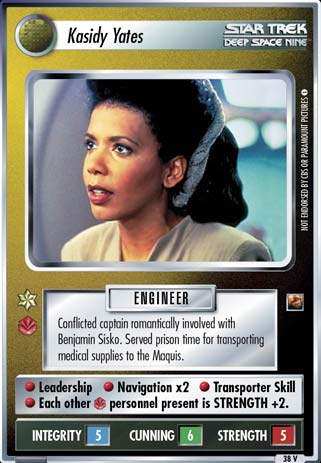 Kasidy Yates
STAR TREK
DEEP SPACE NINE
NOT ENDORSED BY CBS OR PARAMOUNT PICTURES
ENGINEER
Conflicted captain romantically involved with
Benjamin Sisko. Served prison time for transporting
medical supplies to the Maquis.
Leadership Navigation x2 Transporter Skill
Each other personnel present is STRENGTH +2.
INTEGRITY 5 CUNNING 6 STRENGTH 5
38 V